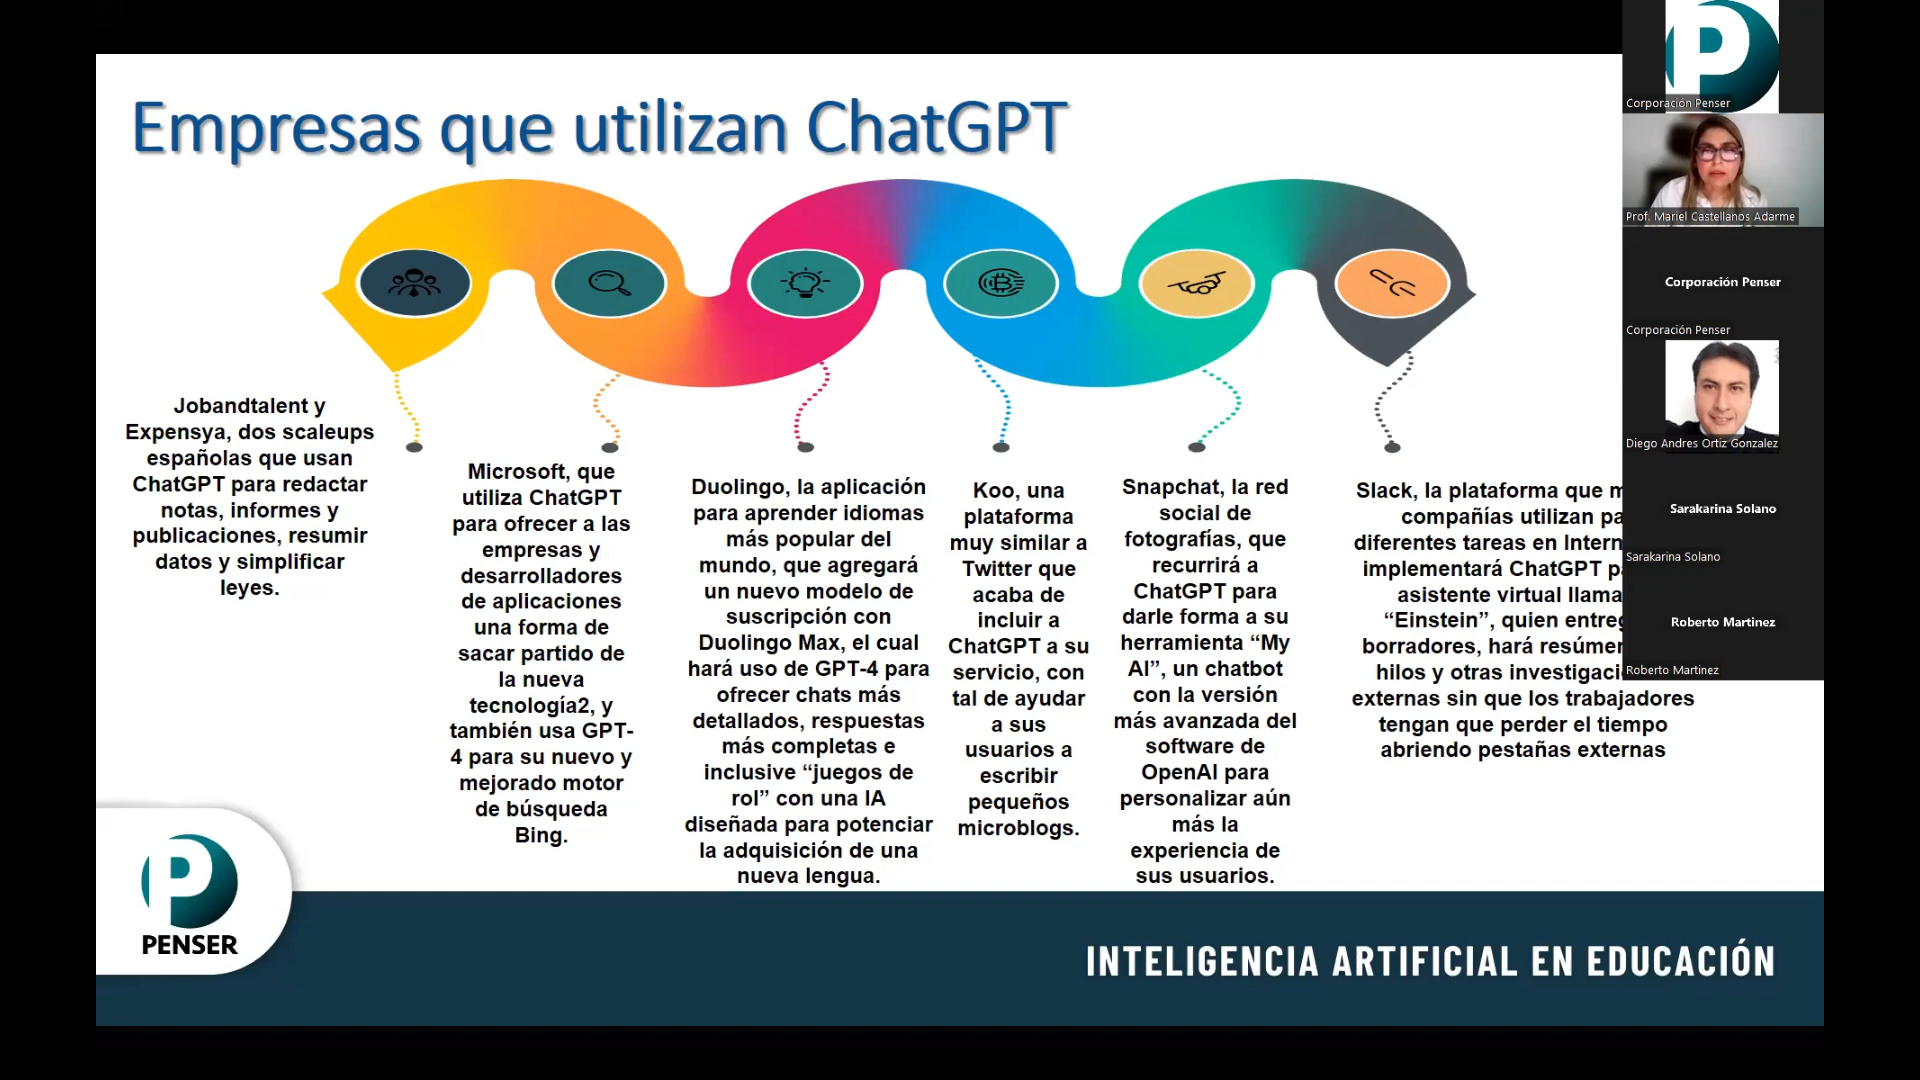 Empresas que utilizan ChatGPT
Jobandtalent y
Expensya, dos scaleups
españolas que usan
ChatGPT para redactar
notas, informes y
publicaciones, resumir
datos y simplificar
leyes.
Microsoft, que
utiliza ChatGPT
para ofrecer a las
empresas y
desarrolladores
de aplicaciones
una forma de
sacar partido de
la nueva
tecnología2, y
también usa GPT-
4 para su nuevo y
mejorado motor
de búsqueda
Bing.
Duolingo, la aplicación
para aprender idiomas
más popular del
mundo, que agregará
un nuevo modelo de
suscripción con
Duolingo Max, el cual
hará uso de GPT-4 para
ofrecer chats más
detallados, respuestas
más completas e
inclusive “juegos de
rol” con una IA
diseñada para potenciar
la adquisición de una
nueva lengua.
Koo, una
plataforma
muy similar a
Twitter que
acaba de
incluir a
ChatGPT a su
servicio, con
tal de ayudar
a sus
usuarios a
escribir
pequeños
microblogs.
Snapchat, la red
social de
fotografías, que
recurrirá a
ChatGPT para
darle forma a su
herramienta “My
AI”, un chatbot
con la versión
más avanzada del
software de
OpenAI para
personalizar aún
más la
experiencia de
sus usuarios.
Slack, la plataforma que
compañías utilizan
diferentes tareas en
implementará ChatGPT
asistente virtual
“Einstein”, quien
borradores, hará
hilos y otras
externas sin que los trabajadores
tengan que perder el tiempo
abriendo pestañas externas
P
PENSER
INTELIGENCIA ARTIFICIAL EN EDUCACIÓN
P
Corporación Penser
Prof. Mariel Castellanos Adarme
Corporación Penser
Corporación Penser
Diego Andres Ortiz Gonzalez
Sarakarina Solano
Sarakarina Solano
Roberto Martinez
Roberto Martinez